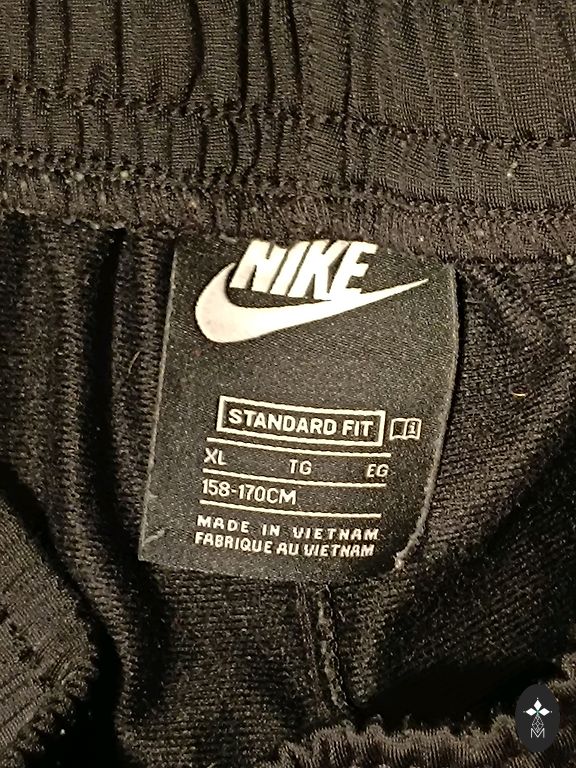 NIKE
STANDARD FIT
XL TG EG
158-170CM
MADE IN VIETNAM
FABRIQUE AU VIETNAM
M